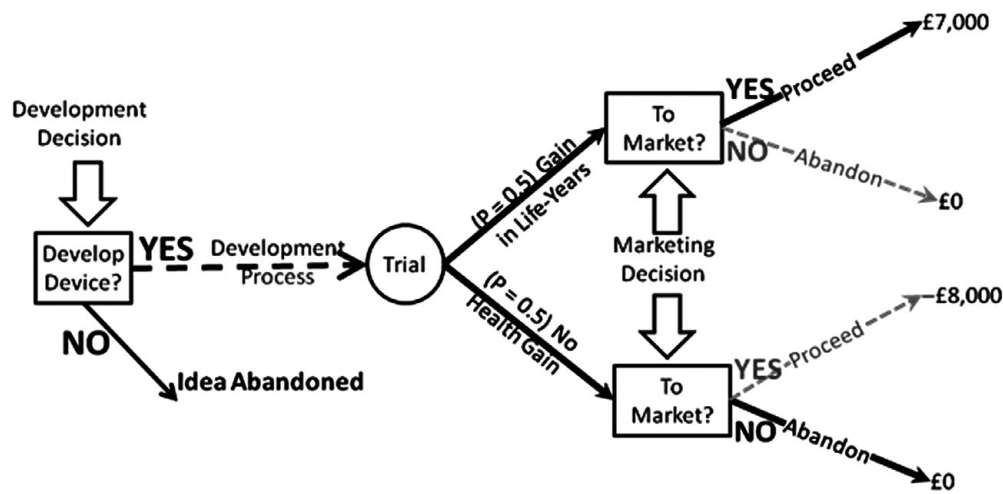 Development
Decision
Develop
Device?
YES
NO
Idea Abandoned
Development
Process
Trial
(P = 0.5) Gain
in Life-Years
(P = 0.5) No
Health Gain
To
Market?
YES
Proceed
£7,000
NO
Abandon
£0
Marketing
Decision
To
Market?
YES
Proceed
-£8,000
NO
Abandon
£0